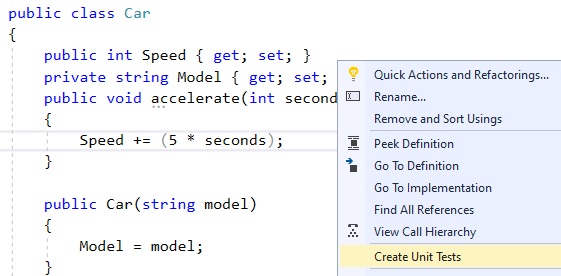 public class Car
{
public int Speed { get; set; }
private string Model { get; set;
public void accelerate(int second
{
Speed += (5 * seconds);
}
public Car(string model)
{
Model = model;
}
Quick Actions and Refactorings...
Rename...
Remove and Sort Usings
Peek Definition
Go To Definition
Go To Implementation
Find All References
View Call Hierarchy
Create Unit Tests